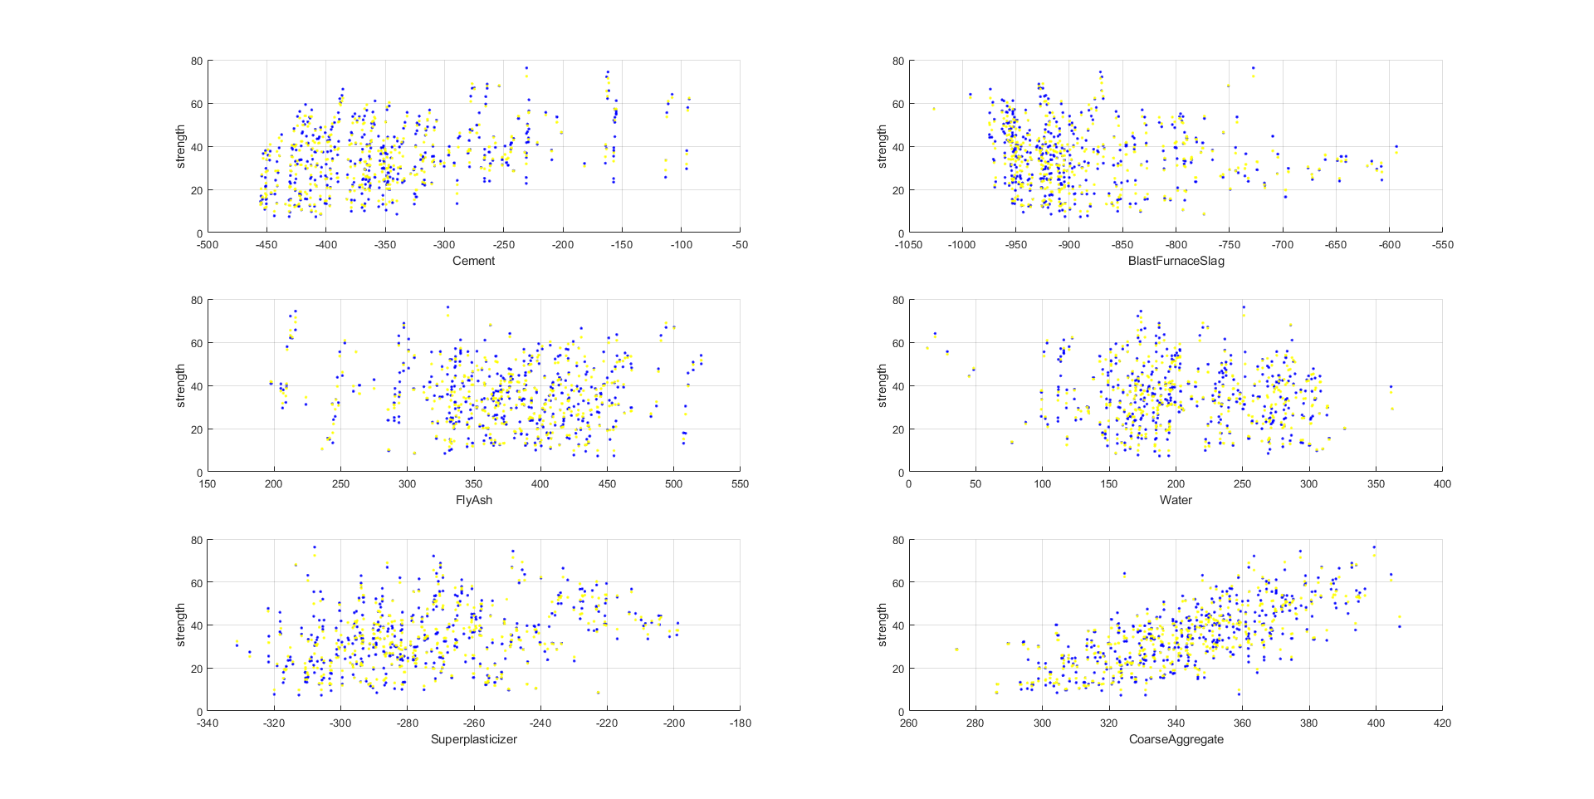 80
60
40
20
0
strength
-500 -450 -400 -350 -300 -250 -200 -150 -100 -50
Cement
80
60
40
20
0
strength
-1050 -1000 -950 -900 -850 -800 -750 -700 -650 -600 -550
BlastFurnaceSlag
80
60
40
20
0
strength
150 200 250 300 350 400 450 500 550
FlyAsh
80
60
40
20
0
strength
0 50 100 150 200 250 300 350 400
Water
80
60
40
20
0
strength
-340 -320 -300 -280 -260 -240 -220 -200 -180
Superplasticizer
80
60
40
20
0
strength
260 280 300 320 340 360 380 400 420
CoarseAggregate